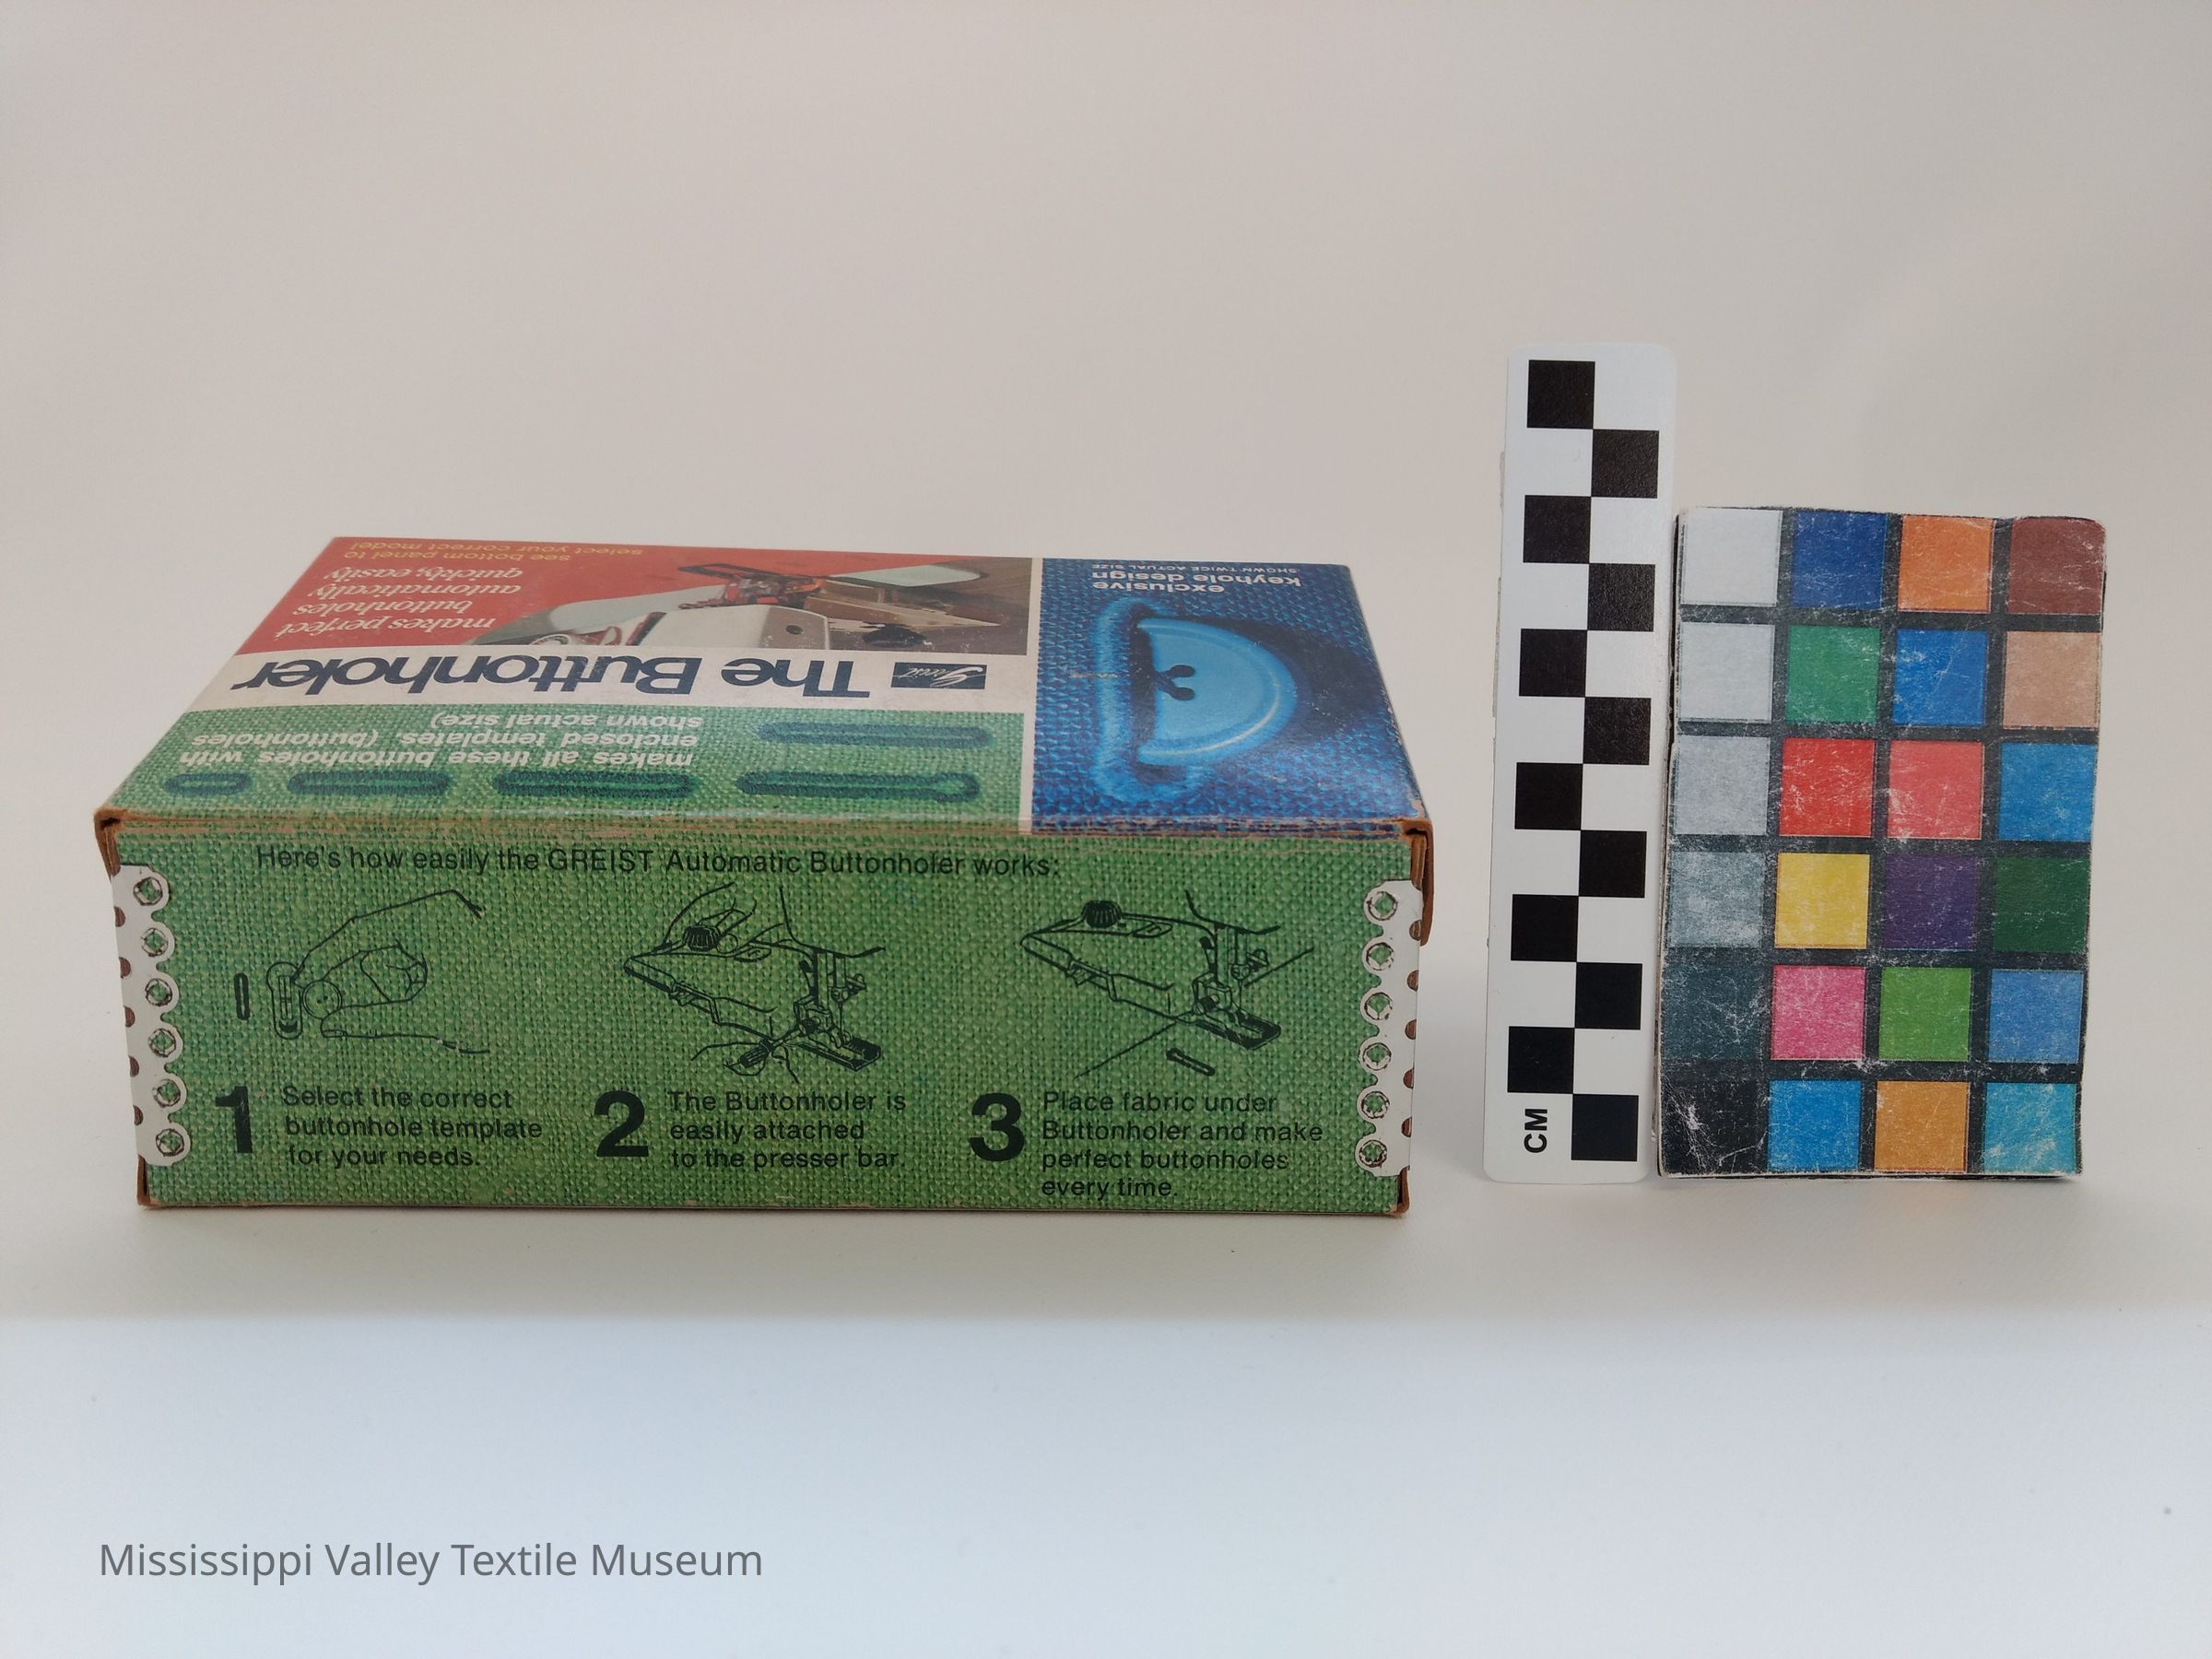 see bottom panel to
select your correct model
makes perfect
buttonholes
automatically
quickly, easily
Greist
The Buttonholer
makes all these buttonholes with
enclosed templates. (buttonholes
shown actual size)
exclusive
keyhole design
SHOWN TWICE ACTUAL SIZE
Here's how easily the GREIST Automatic Buttonholer works:
1
Select the correct
buttonhole template
for your needs.
2
The Buttonholer is
easily attached
to the presser bar.
3
Place fabric under
Buttonholer and make
perfect buttonholes
every time.
CM
Mississippi Valley Textile Museum